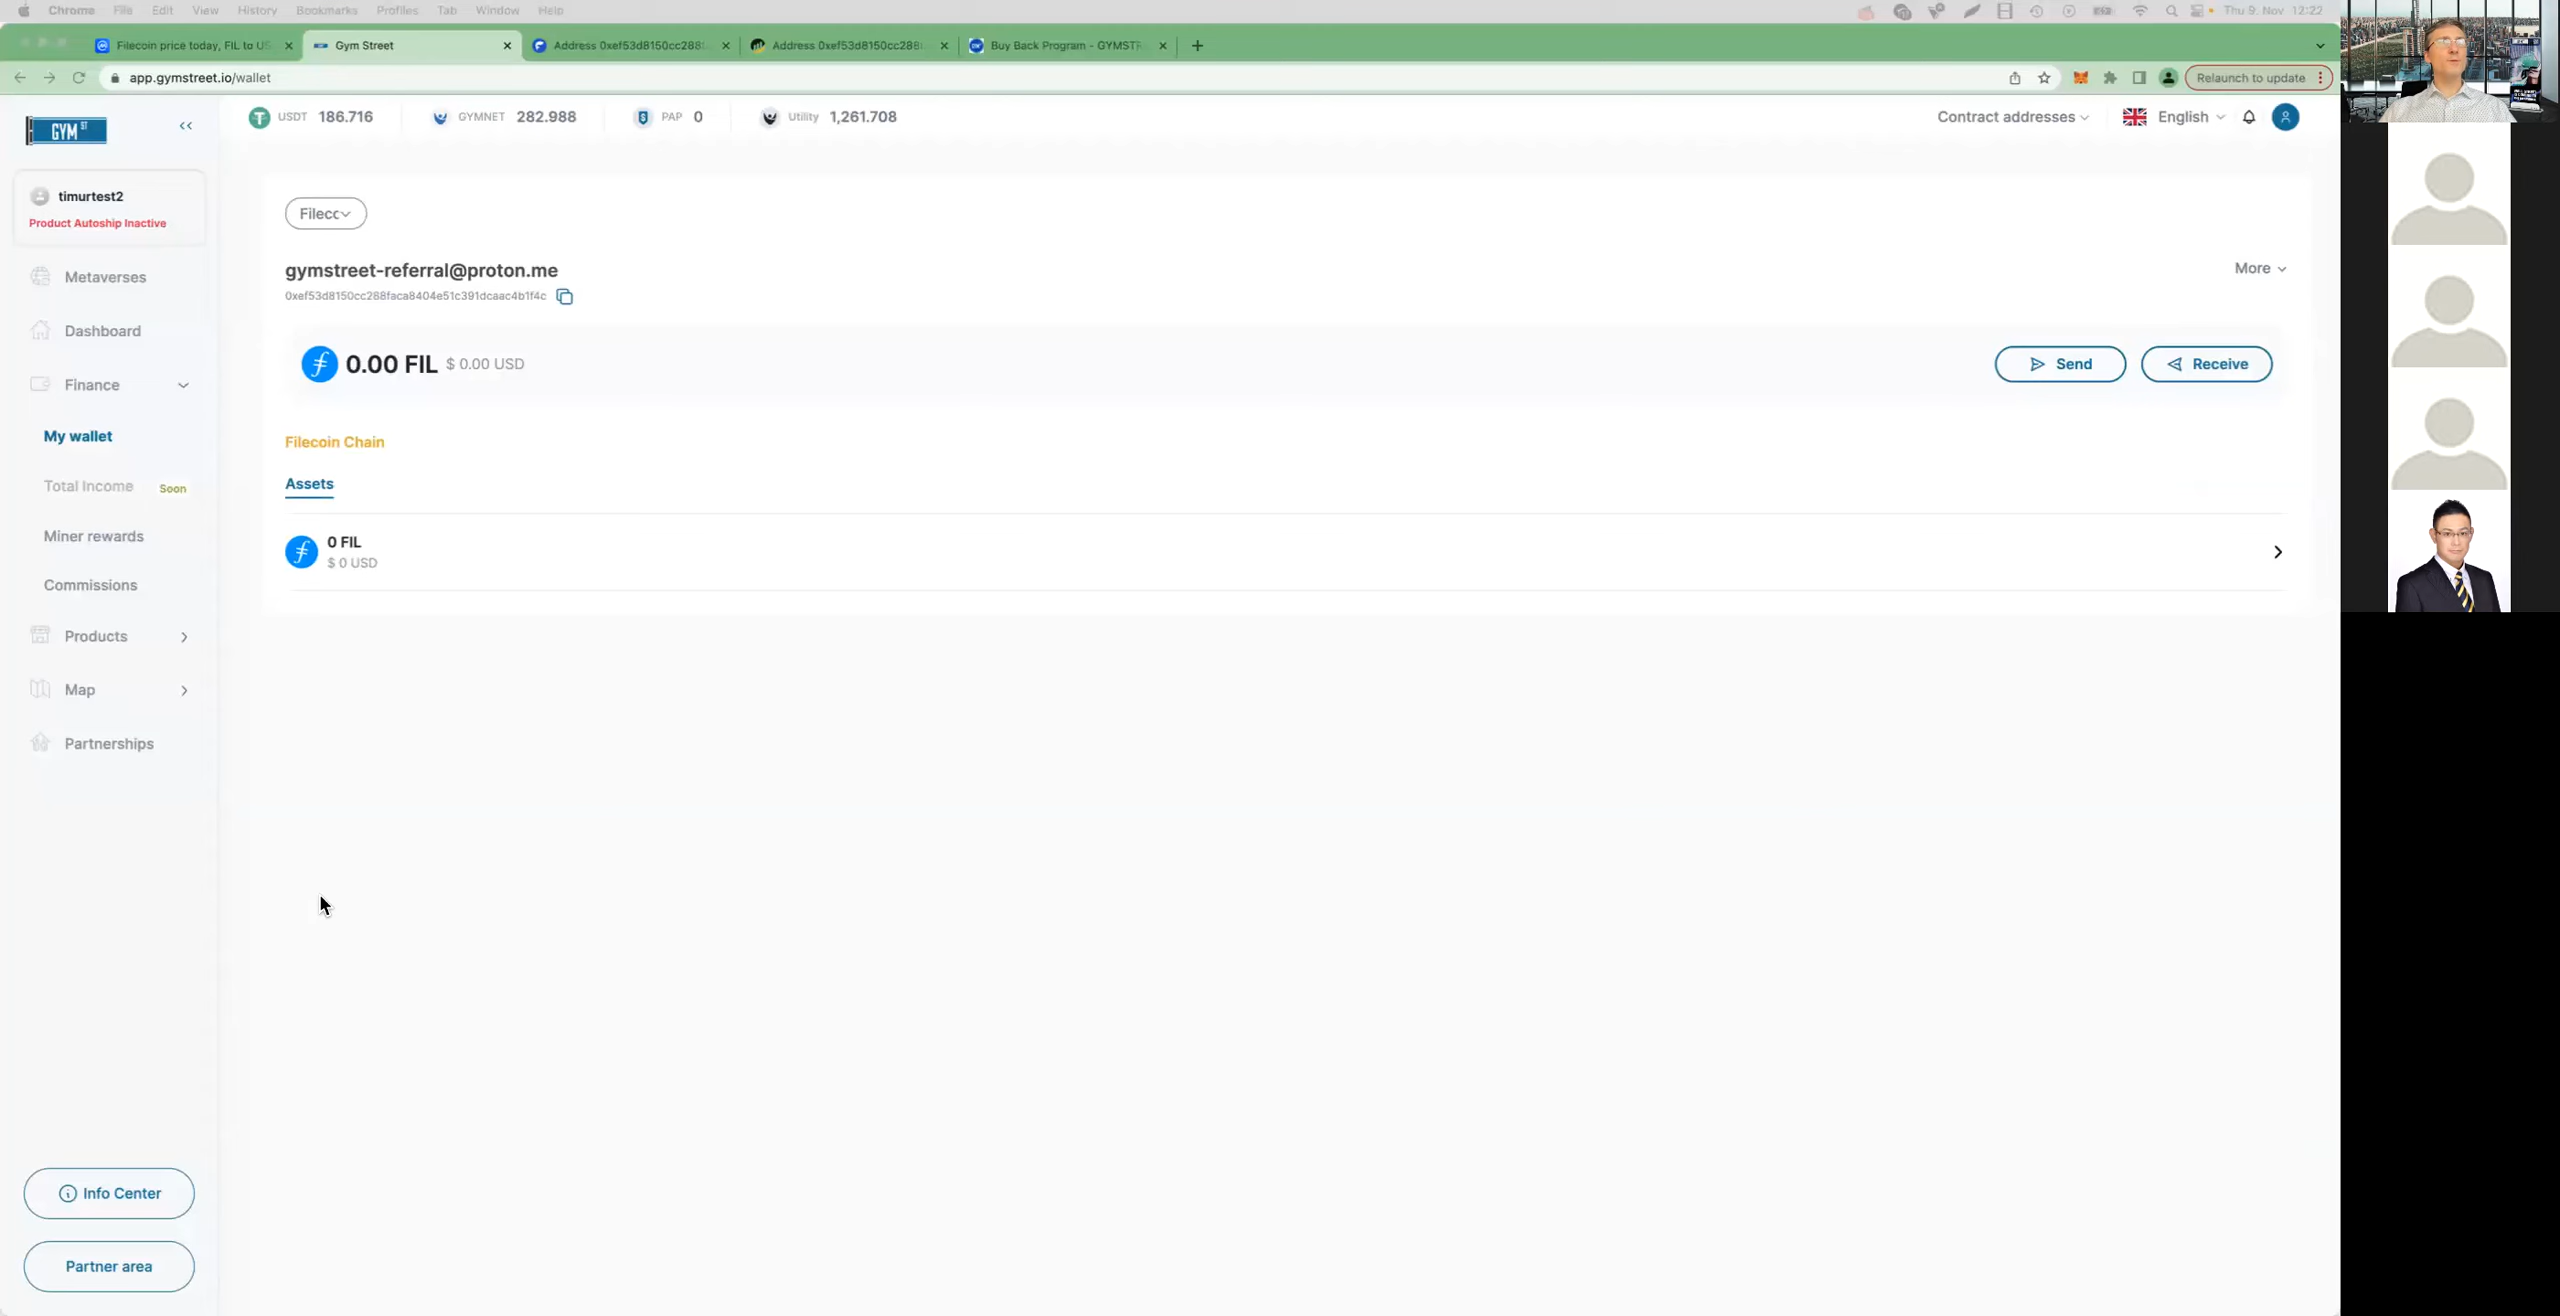 Chrome File Edit View History Bookmarks Profiles Tab Window Help
Thu 9. Nov 12:22
Filecoin price today, FIL to US
Gym Street
Address 0xef53d8150cc288
Address 0xef53d8150cc288
Buy Back Program - GYMSTR
app.gymstreet.io/wallet
Relaunch to update
GYM ST
USDT 186.716
GYMNET 282.988
PAP 0
Utility 1,261.708
Contract addresses
English
timurtest2
Product Autoship Inactive
Metaverses
Dashboard
Finance
My wallet
Total Income Soon
Miner rewards
Commissions
Products
Map
Partnerships
Info Center
Partner area
Filecc
gymstreet-referral@proton.me
More
0xef53d8150cc288faca8404e51c391dcaac4b1f4c
0.00 FIL $ 0.00 USD
Send
Receive
Filecoin Chain
Assets
0 FIL
$ 0 USD